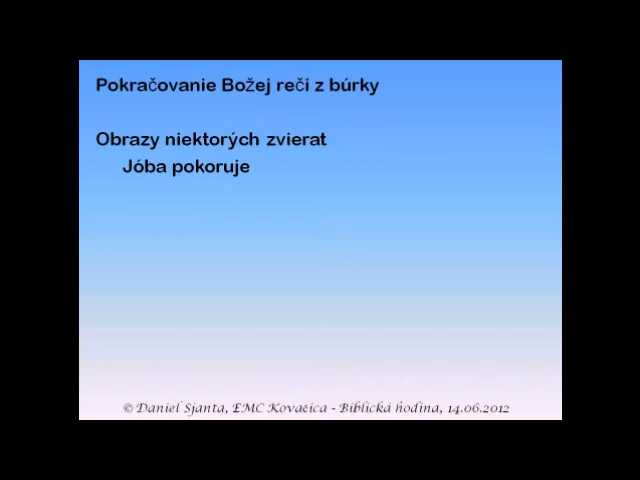 Pokračovanie Božej reči z búrky
Obrazy niektorých zvierat
Jóba pokoruje
© Daniel Sjanta, EMC Kovačica - Biblická hodina, 14.06.2012